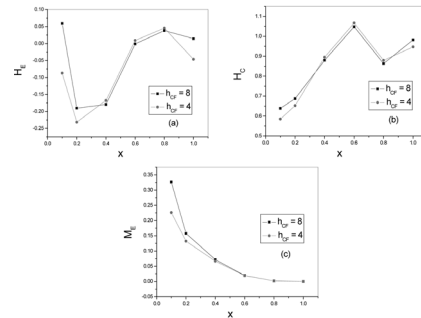 0.10
0.05
0.00
-0.05
-0.10
-0.15
-0.20
-0.25
H_E
0.0 0.2 0.4 0.6 0.8 1.0
X
h_CF = 8
h_CF = 4
(a)
1.1
1.0
0.9
0.8
0.7
0.6
0.5
H_C
0.0 0.2 0.4 0.6 0.8 1.0
X
h_CF = 8
h_CF = 4
(b)
0.35
0.30
0.25
0.20
0.15
0.10
0.05
0.00
-0.05
M_E
0.0 0.2 0.4 0.6 0.8 1.0
X
h_CF = 8
h_CF = 4
(c)